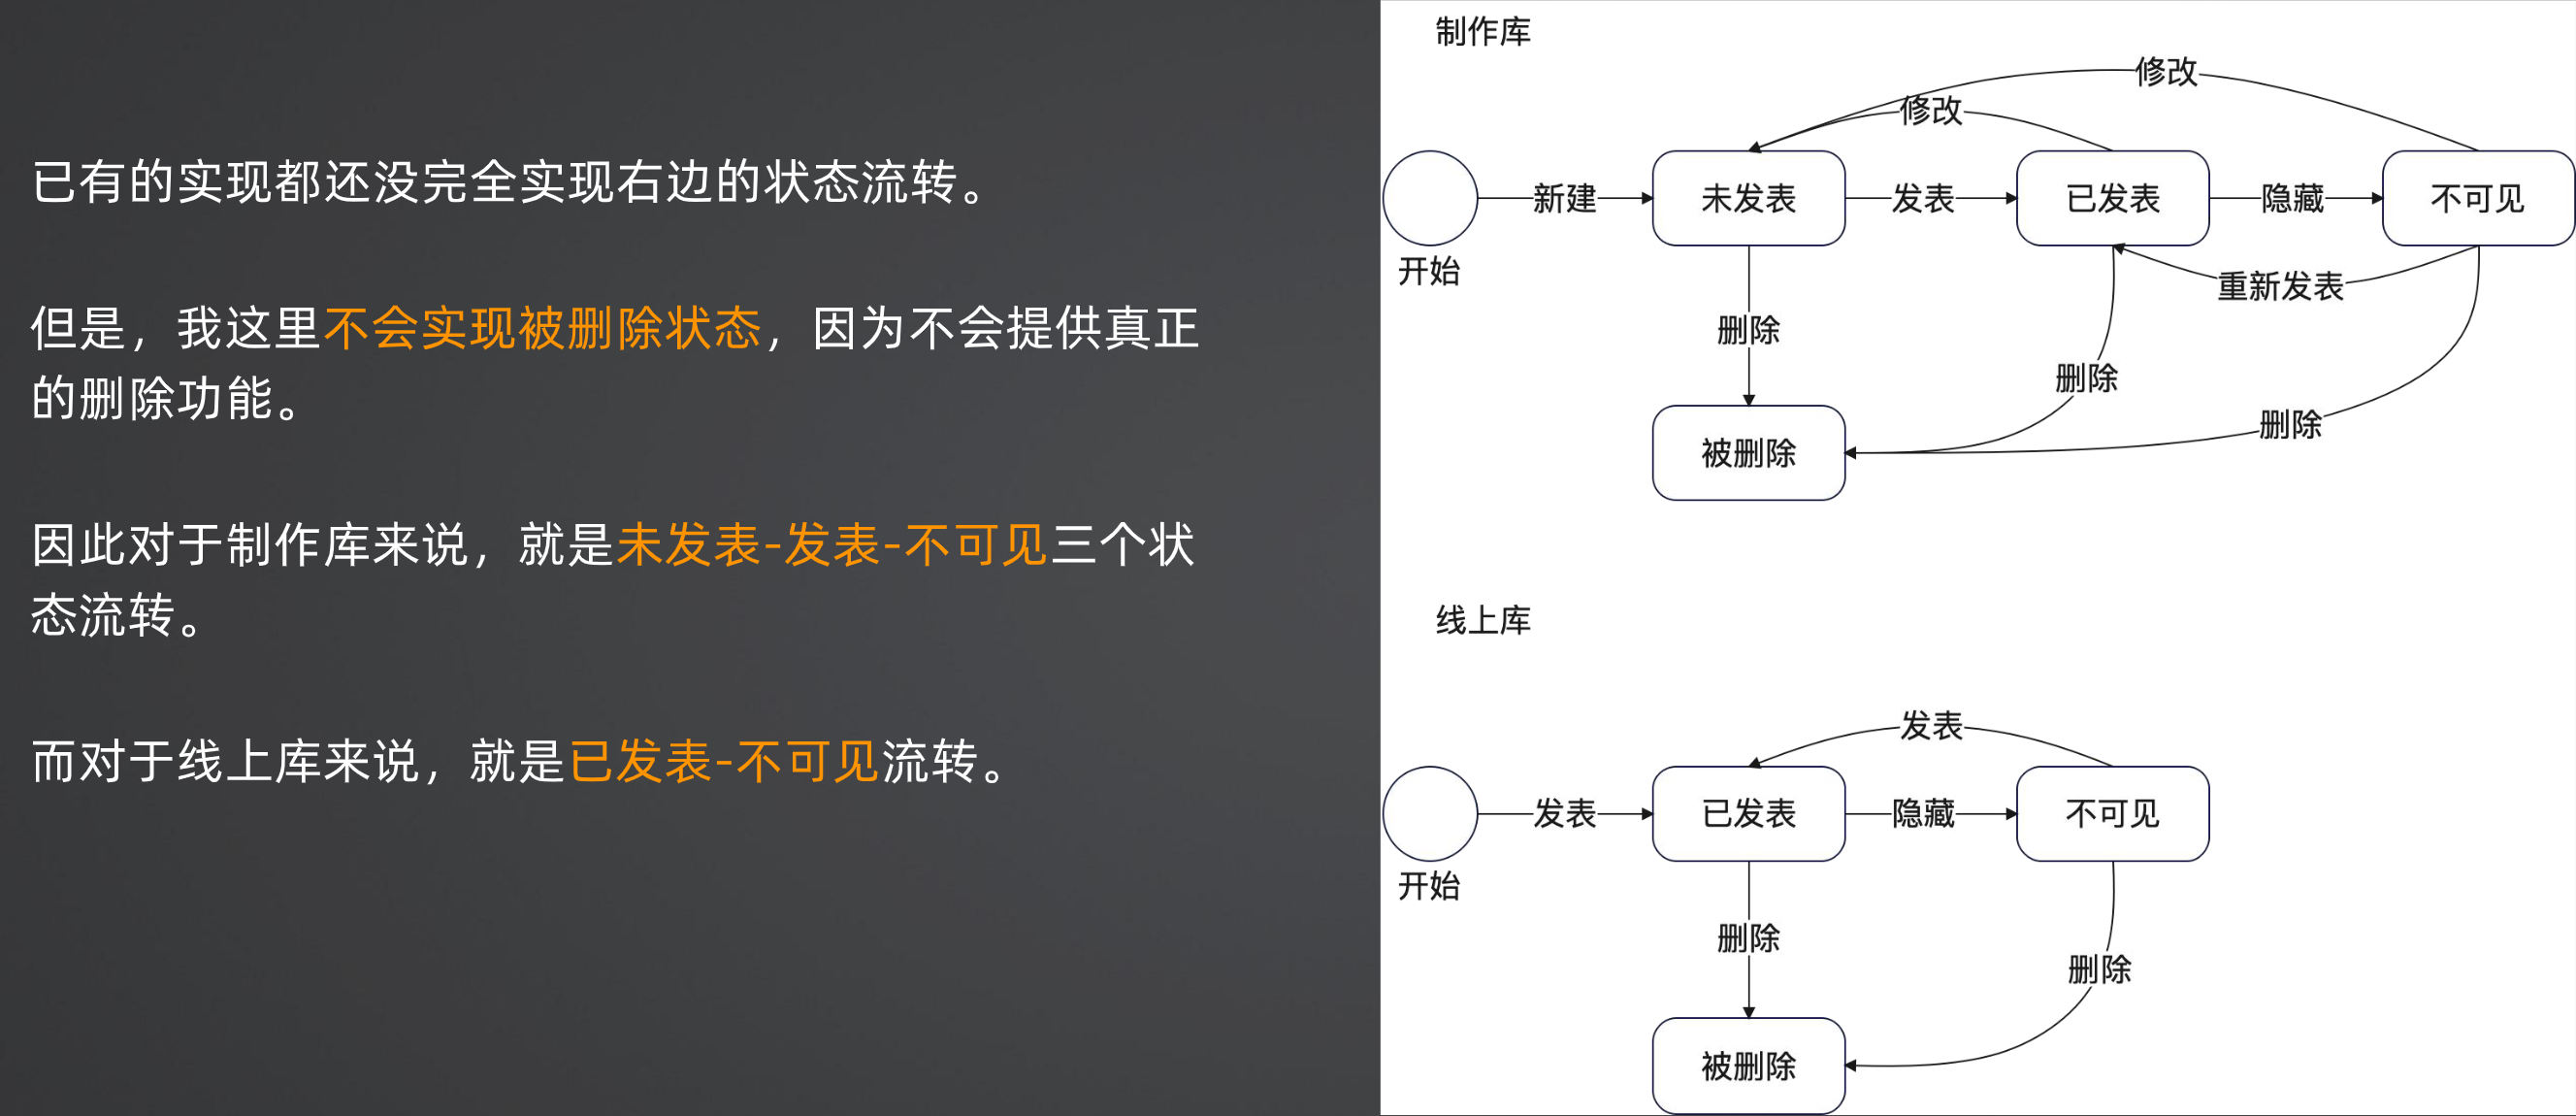 已有的实现都还没完全实现右边的状态流转。
但是，我这里不会实现被删除状态，因为不会提供真正
的删除功能。
因此对于制作库来说，就是未发表-发表-不可见三个状
态流转。
而对于线上库来说，就是已发表-不可见流转。
制作库
修改
修改
新建
未发表
发表
已发表
隐藏
不可见
开始
重新发表
删除
删除
删除
被删除
线上库
发表
发表
已发表
隐藏
不可见
开始
删除
删除
被删除